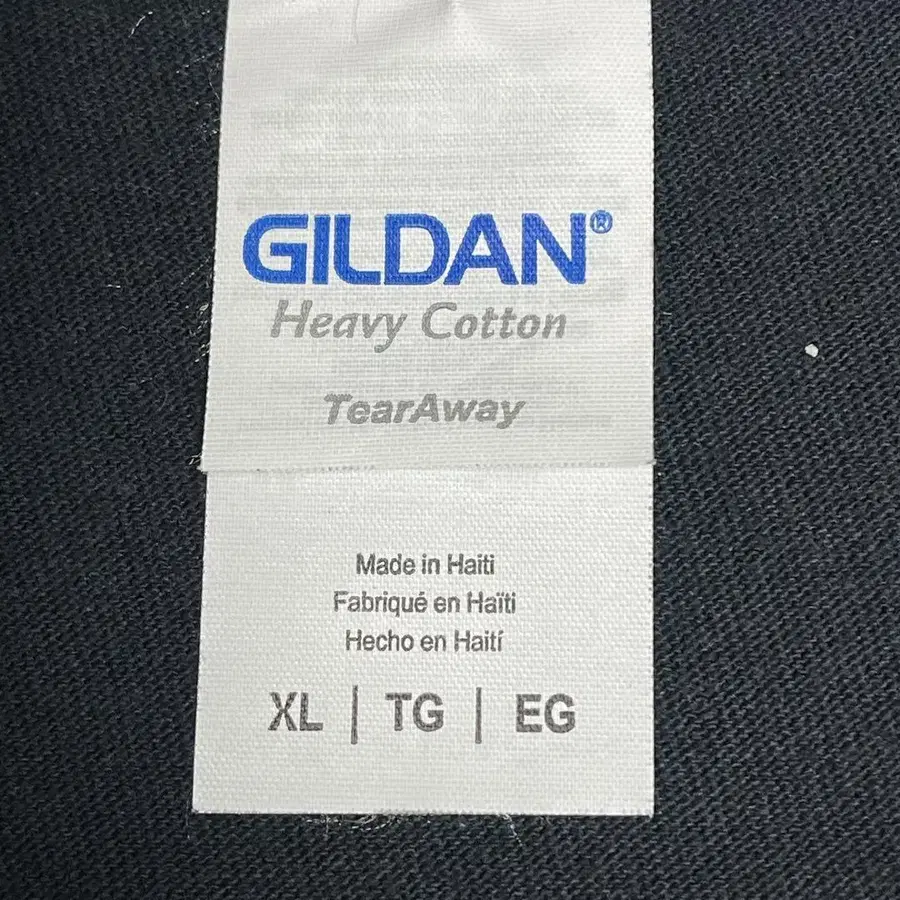 GILDAN®
Heavy Cotton
TearAway
Made in Haiti
Fabriqué en Haïti
Hecho en Haití
XL | TG | EG